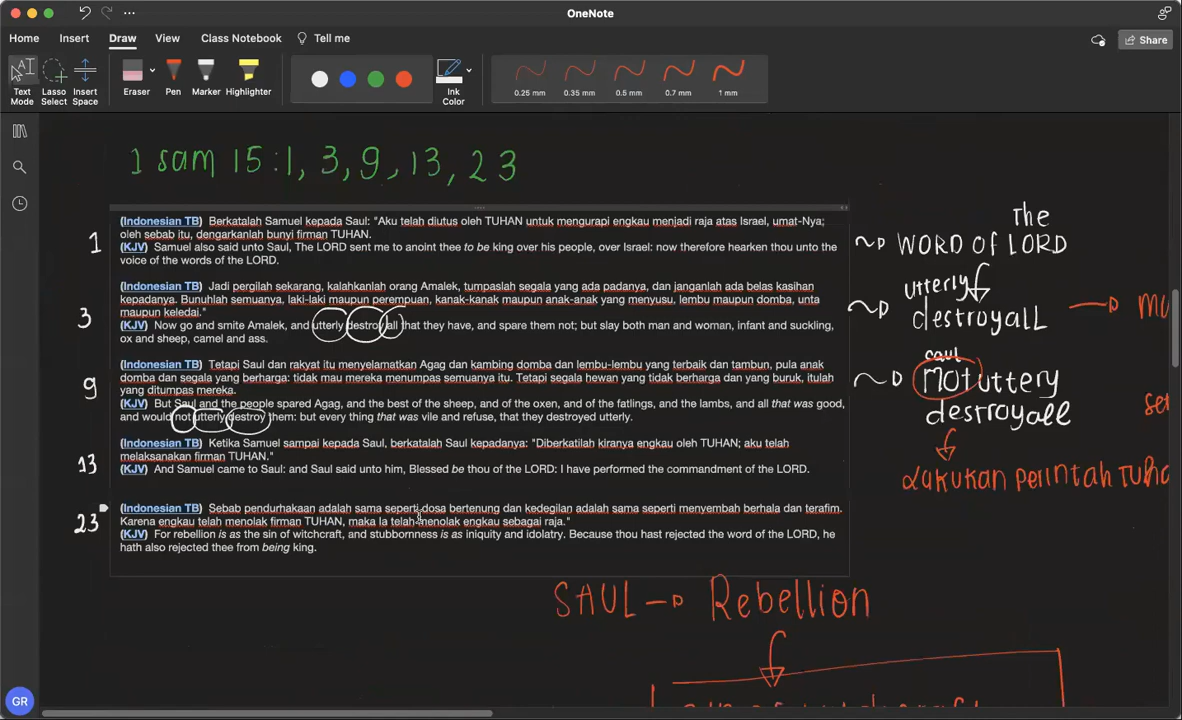 OneNote
Home Insert Draw View Class Notebook Tell me Share
Text Mode Lasso Select Insert Space Eraser Pen Marker Highlighter Ink Color 0.25 mm 0.35 mm 0.5 mm 0.7 mm 1 mm
1 sam 15:1, 3, 9, 13, 23
1
(Indonesian TB) Berkatalah Samuel kepada Saul: "Aku telah diutus oleh TUHAN untuk mengurapi engkau menjadi raja atas Israel, umat-Nya;
oleh sebab itu, dengarkanlah bunyi firman TUHAN.
(KJV) Samuel also said unto Saul, The LORD sent me to anoint thee to be king over his people, over Israel: now therefore hearken thou unto the
voice of the words of the LORD.
3
(Indonesian TB) Jadi pergilah sekarang, kalahkanlah orang Amalek, tumpaslah segala yang ada padanya, dan janganlah ada belas kasihan
kepadanya. Bunuhlah semuanya, laki-laki maupun perempuan, kanak-kanak maupun anak-anak yang menyusu, lembu maupun domba, unta
maupun keledai."
(KJV) Now go and smite Amalek, and utterly destroy all that they have, and spare them not; but slay both man and woman, infant and suckling,
ox and sheep, camel and ass.
9
(Indonesian TB) Tetapi Saul dan rakyat itu menyelamatkan Agag dan kambing domba dan lembu-lembu yang terbaik dan tambun, pula anak
domba dan segala yang berharga: tidak mau mereka menumpas semuanya itu. Tetapi segala hewan yang tidak berharga dan yang buruk, itulah
yang ditumpas mereka.
(KJV) But Saul and the people spared Agag, and the best of the sheep, and of the oxen, and of the fatlings, and the lambs, and all that was good,
and would not utterly destroy them: but every thing that was vile and refuse, that they destroyed utterly.
13
(Indonesian TB) Ketika Samuel sampai kepada Saul, berkatalah Saul kepadanya: "Diberkatilah kiranya engkau oleh TUHAN; aku telah
melaksanakan firman TUHAN."
(KJV) And Samuel came to Saul: and Saul said unto him, Blessed be thou of the LORD: I have performed the commandment of the LORD.
23
(Indonesian TB) Sebab pendurhakaan adalah sama seperti dosa bertenung dan kedegilan adalah sama seperti menyembah berhala dan terafim.
Karena engkau telah menolak firman TUHAN, maka Ia telah menolak engkau sebagai raja."
(KJV) For rebellion is as the sin of witchcraft, and stubbornness is as iniquity and idolatry. Because thou hast rejected the word of the LORD, he
hath also rejected thee from being king.
The
WORD OF LORD
utterly
destroy all
saul
not uttery
destroy all
Lakukan perintah TUha
SAUL Rebellion
GR